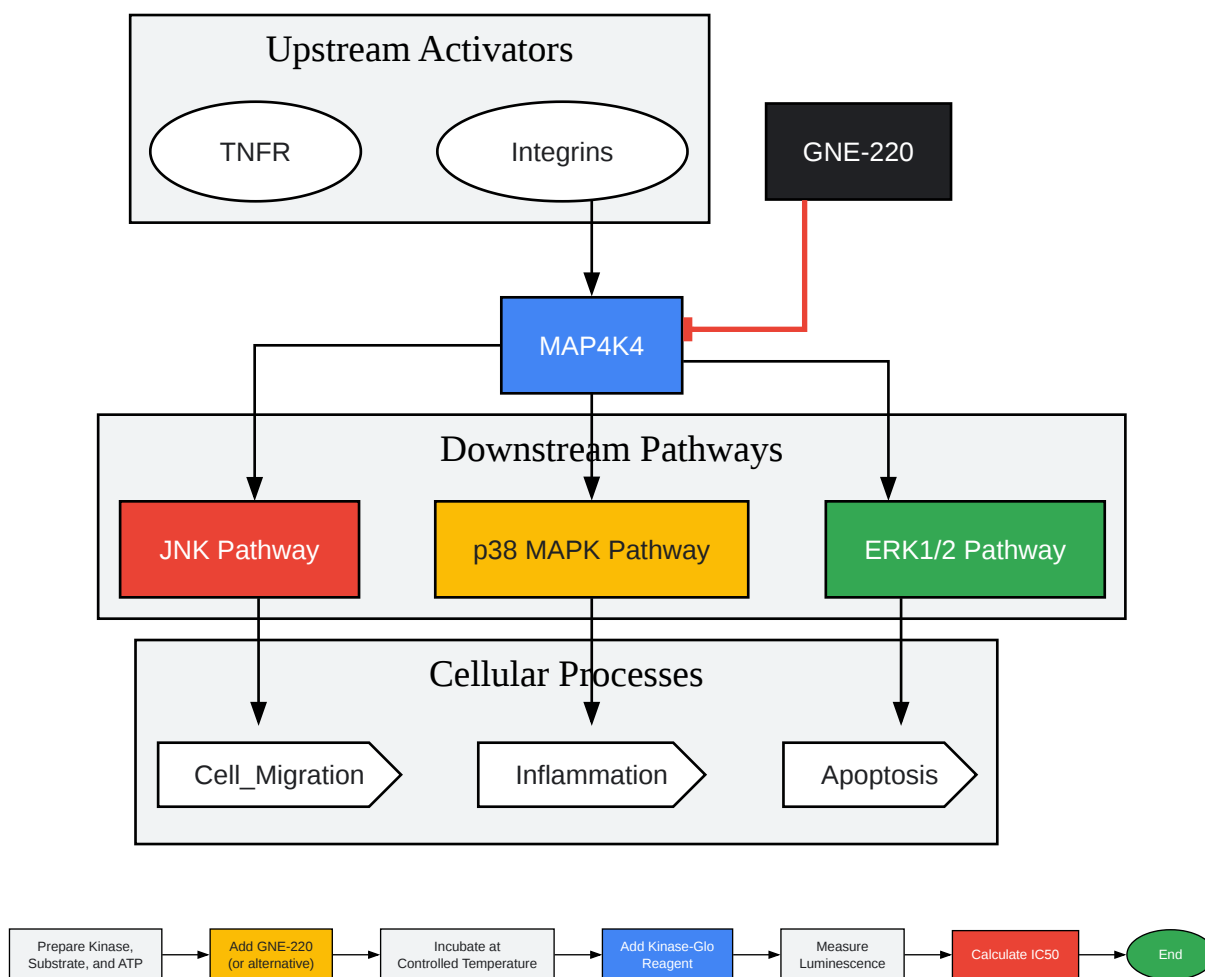 Upstream Activators
TNFR
Integrins
GNE-220
MAP4K4
Downstream Pathways
JNK Pathway
p38 MAPK Pathway
ERK1/2 Pathway
Cellular Processes
Cell_Migration
Inflammation
Apoptosis
Prepare Kinase,
Substrate, and ATP
Add GNE-220
(or alternative)
Incubate at
Controlled Temperature
Add Kinase-Glo
Reagent
Measure
Luminescence
Calculate IC50
End